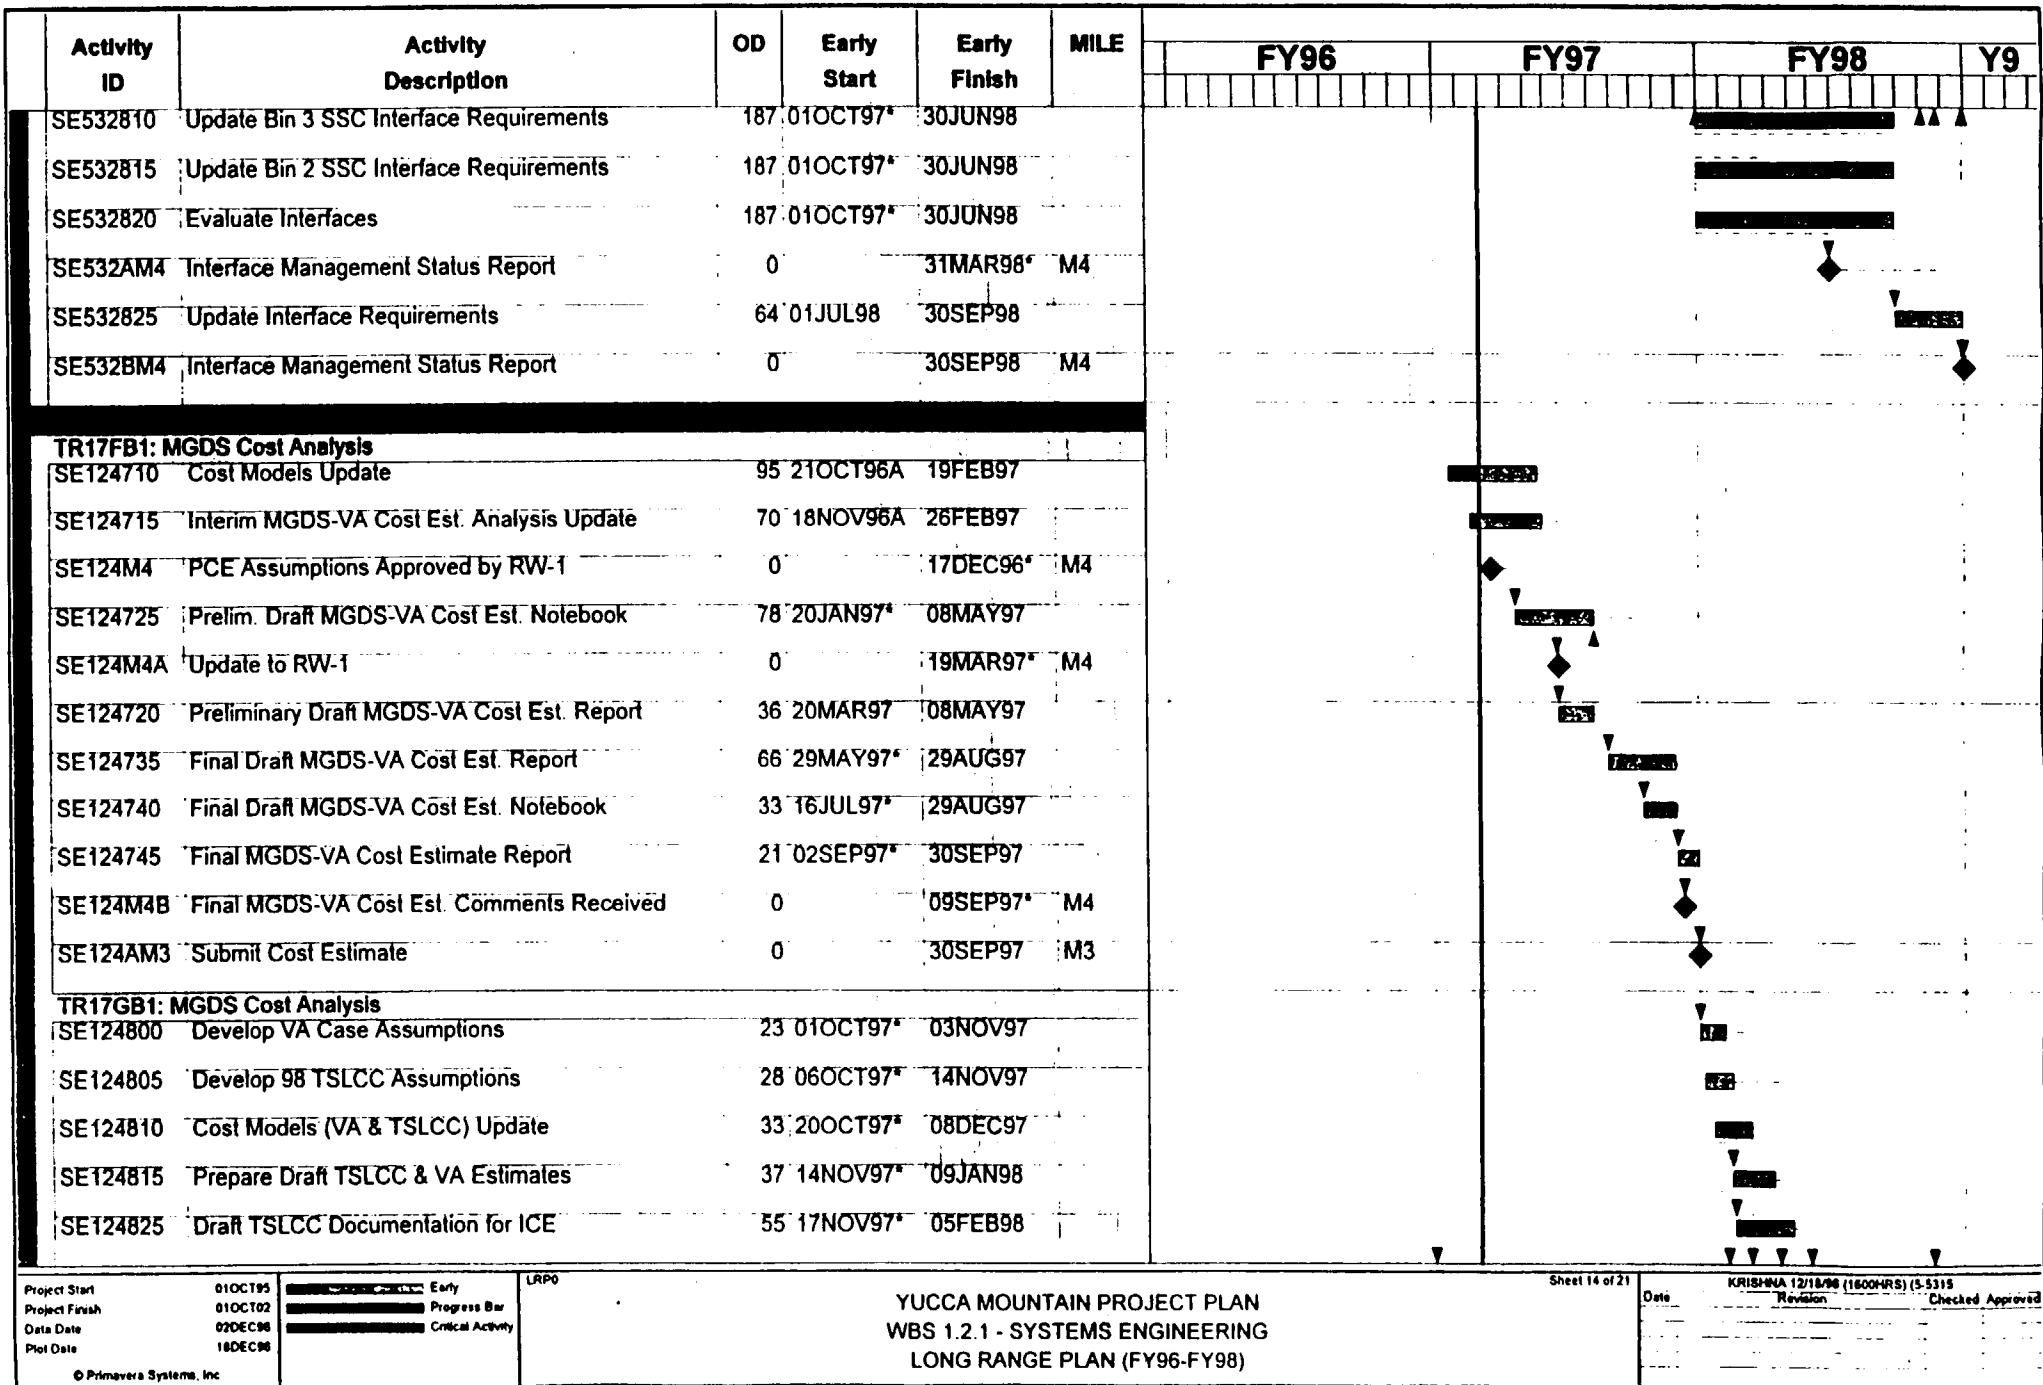 Activity ID Activity Description OD Early Start Early Finish MILE FY96 FY97 FY98 Y9
SE532810 Update Bin 3 SSC Interface Requirements 187 01OCT97* 30JUN98
SE532815 Update Bin 2 SSC Interface Requirements 187 01OCT97* 30JUN98
SE532820 Evaluate Interfaces 187 01OCT97* 30JUN98
SE532AM4 Interface Management Status Report 0 31MAR98* M4
SE532825 Update Interface Requirements 64 01JUL98 30SEP98
SE532BM4 Interface Management Status Report 0 30SEP98 M4
TR17FB1: MGDS Cost Analysis
SE124710 Cost Models Update 95 21OCT96A 19FEB97
SE124715 Interim MGDS-VA Cost Est. Analysis Update 70 18NOV96A 26FEB97
SE124M4 PCE Assumptions Approved by RW-1 0 17DEC96* M4
SE124725 Prelim. Draft MGDS-VA Cost Est. Notebook 78 20JAN97* 08MAY97
SE124M4A Update to RW-1 0 19MAR97* M4
SE124720 Preliminary Draft MGDS-VA Cost Est. Report 36 20MAR97 08MAY97
SE124735 Final Draft MGDS-VA Cost Est. Report 66 29MAY97* 29AUG97
SE124740 Final Draft MGDS-VA Cost Est. Notebook 33 16JUL97* 29AUG97
SE124745 Final MGDS-VA Cost Estimate Report 21 02SEP97* 30SEP97
SE124M4B Final MGDS-VA Cost Est. Comments Received 0 09SEP97* M4
SE124AM3 Submit Cost Estimate 0 30SEP97 M3
TR17GB1: MGDS Cost Analysis
SE124800 Develop VA Case Assumptions 23 01OCT97* 03NOV97
SE124805 Develop 98 TSLCC Assumptions 28 06OCT97* 14NOV97
SE124810 Cost Models (VA & TSLCC) Update 33 20OCT97* 08DEC97
SE124815 Prepare Draft TSLCC & VA Estimates 37 14NOV97* 09JAN98
SE124825 Draft TSLCC Documentation for ICE 55 17NOV97* 05FEB98
Project Start 01OCT95
Project Finish 01OCT02
Data Date 02DEC96
Plot Date 18DEC96
© Primavera Systems, Inc
Early
Progress Bar
Critical Activity
LRP0
YUCCA MOUNTAIN PROJECT PLAN
WBS 1.2.1 - SYSTEMS ENGINEERING
LONG RANGE PLAN (FY96-FY98)
Sheet 14 of 21
KRISHNA 12/18/96 (1600HRS) (5-5315
Date Revision Checked Approved